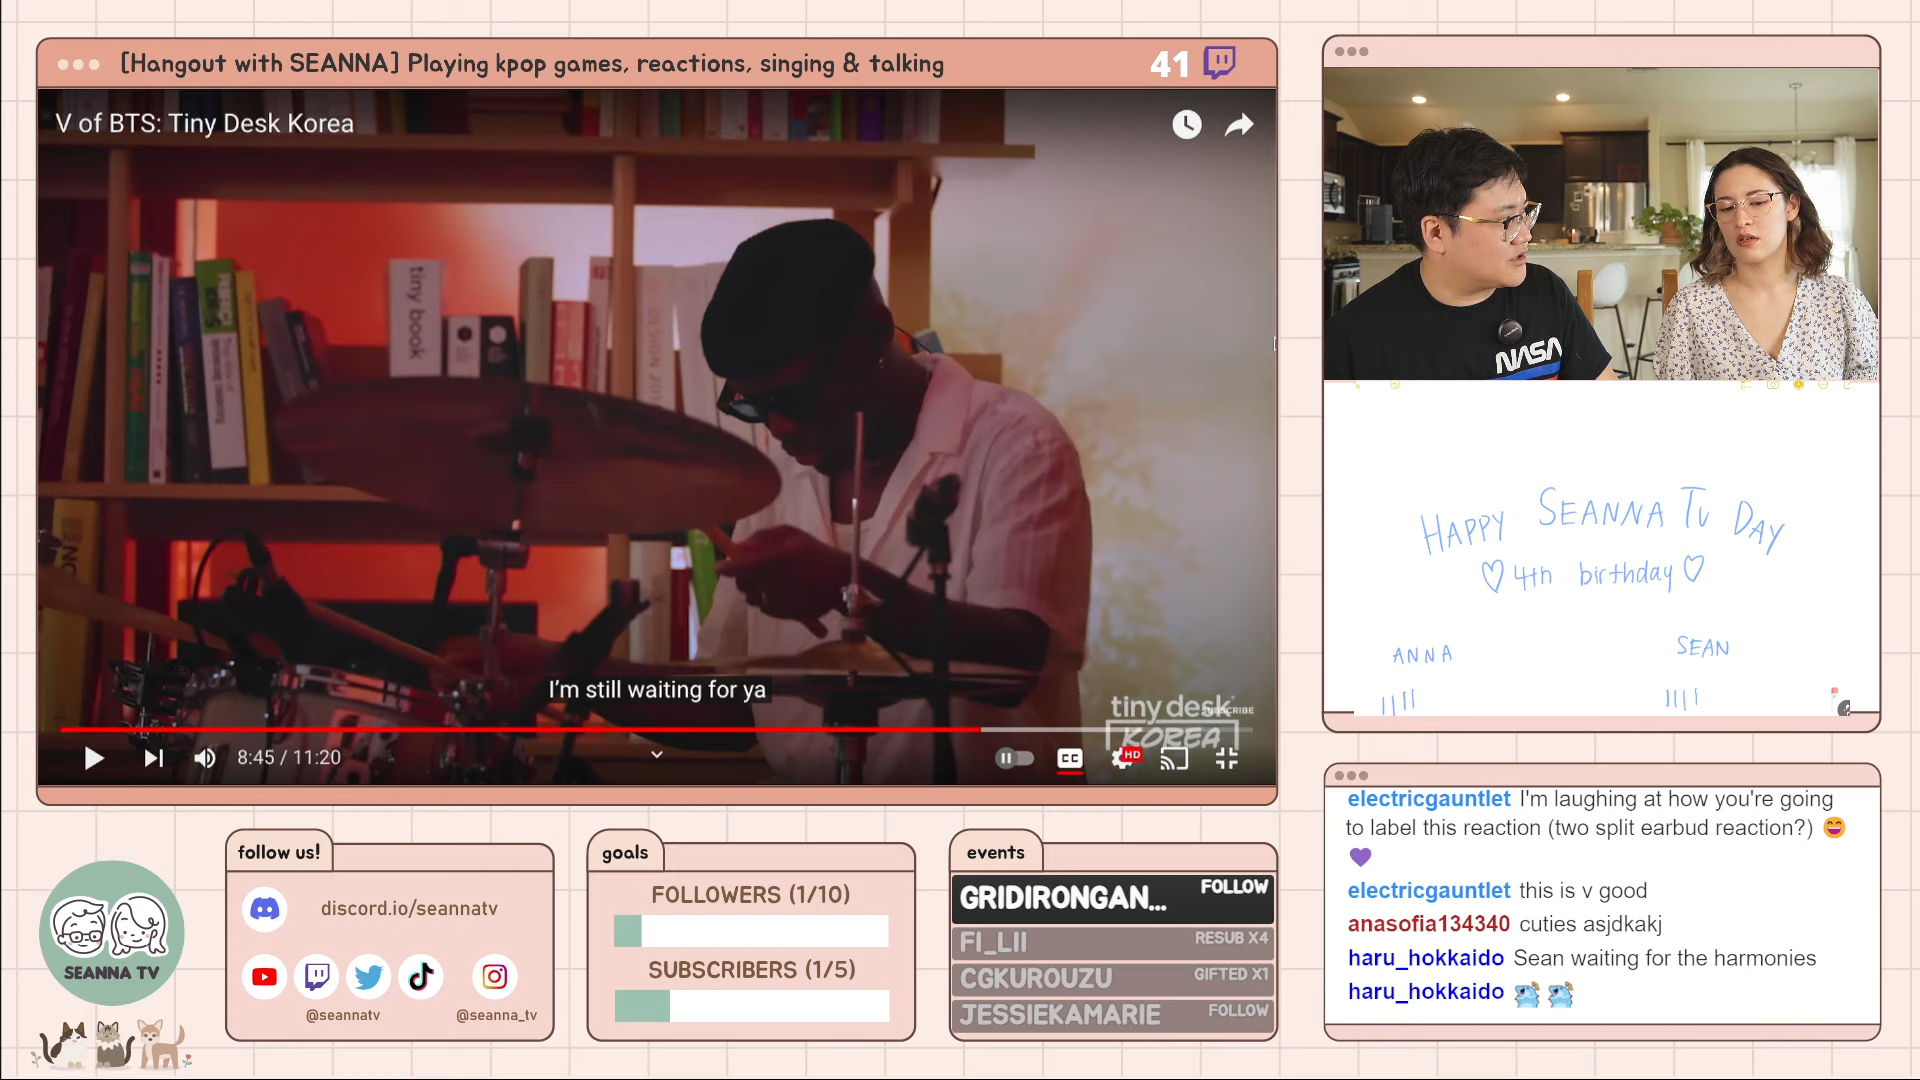 [Hangout with SEANNA] Playing kpop games, reactions, singing & talking
41
V of BTS: Tiny Desk Korea
tiny book
I'm still waiting for ya
tiny desk
KOREA
SUBSCRIBE
8:45 / 11:20
CC
HD
NASA
HAPPY SEANNA TV DAY
♡ 4th birthday ♡
ANNA
SEAN
electricgauntlet I'm laughing at how you're going
to label this reaction (two split earbud reaction?) 😄
💜
electricgauntlet this is v good
anasofia134340 cuties asjdkakj
haru_hokkaido Sean waiting for the harmonies
haru_hokkaido
SEANNA TV
follow us!
discord.io/seannatv
@seannatv
@seanna_tv
goals
FOLLOWERS (1/10)
SUBSCRIBERS (1/5)
events
GRIDIRONGAN... FOLLOW
FI_LII RESUB X4
CGKUROUZU GIFTED X1
JESSIEKAMARIE FOLLOW